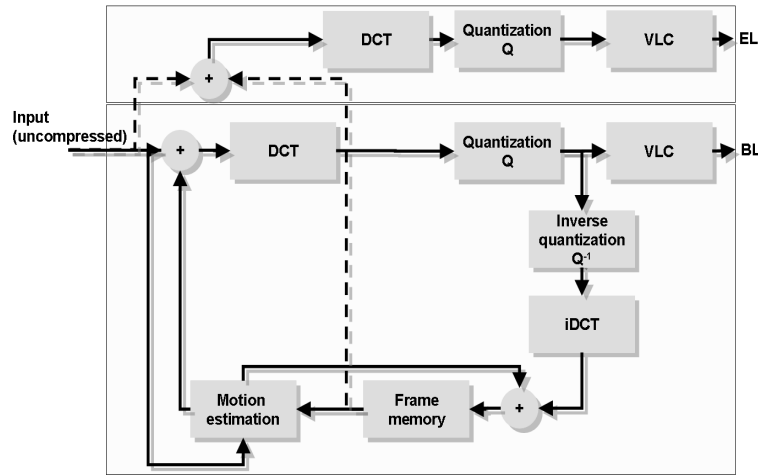 DCT
Quantization
Q
VLC
EL
+
Input
(uncompressed)
+
DCT
Quantization
Q
VLC
BL
Inverse
quantization
Q-1
iDCT
Motion
estimation
Frame
memory
+